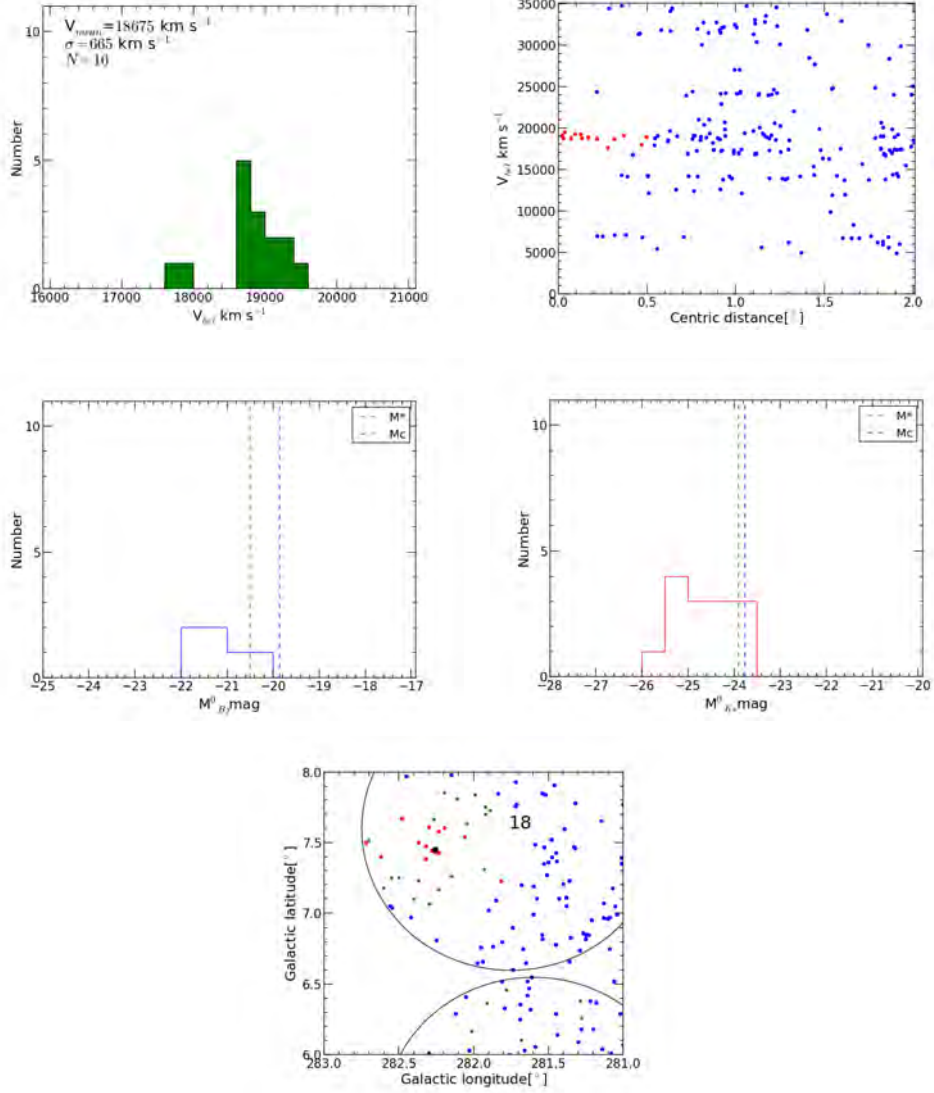 V_mean=18675 km s⁻¹
σ=665 km s⁻¹
N=16
10
5
0
Number
16000 17000 18000 19000 20000 21000
V_hel km s⁻¹
35000
30000
25000
20000
15000
10000
5000
0
V_hel km s⁻¹
0.0 0.5 1.0 1.5 2.0
Centric distance[°]
M*
Mc
10
5
0
Number
−25 −24 −23 −22 −21 −20 −19 −18 −17
M⁰_BJ mag
M*
Mc
10
5
0
Number
−28 −27 −26 −25 −24 −23 −22 −21 −20
M⁰_Ks mag
8.0
7.5
7.0
6.5
6.0
Galactic latitude[°]
18
283.0 282.5 282.0 281.5 281.0
Galactic longitude[°]